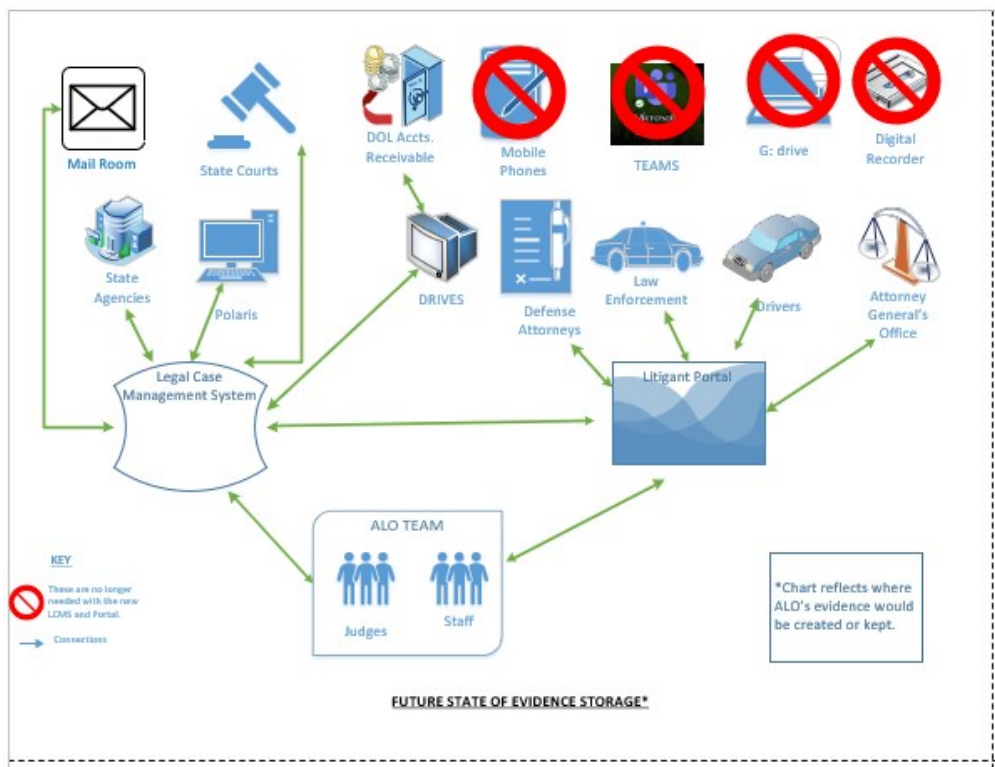 Mail Room
State Courts
DOL Accts.
Receivable
Mobile
Phones
Microsoft
TEAMS
G: drive
Digital
Recorder
State
Agencies
Polaris
DRIVES
Defense
Attorneys
Law
Enforcement
Drivers
Attorney
General's
Office
Legal Case
Management System
Litigant Portal
ALO TEAM
Judges
Staff
KEY
These are no longer
needed with the new
LCMS and Portal.
Connections
*Chart reflects where
ALO's evidence would
be created or kept.
FUTURE STATE OF EVIDENCE STORAGE*